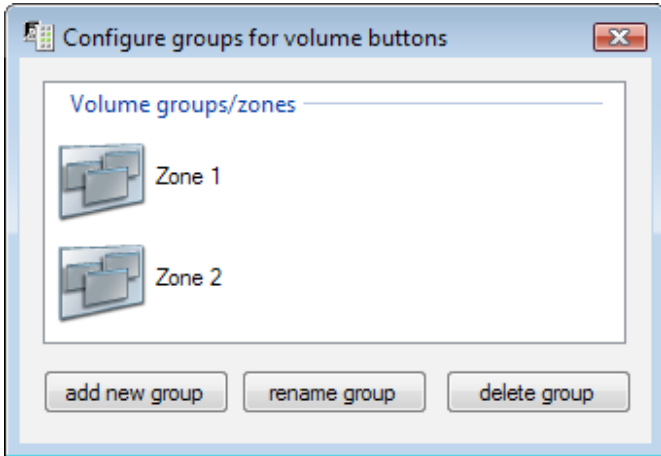 Configure groups for volume buttons
Volume groups/zones
Zone 1
Zone 2
add new group rename group delete group